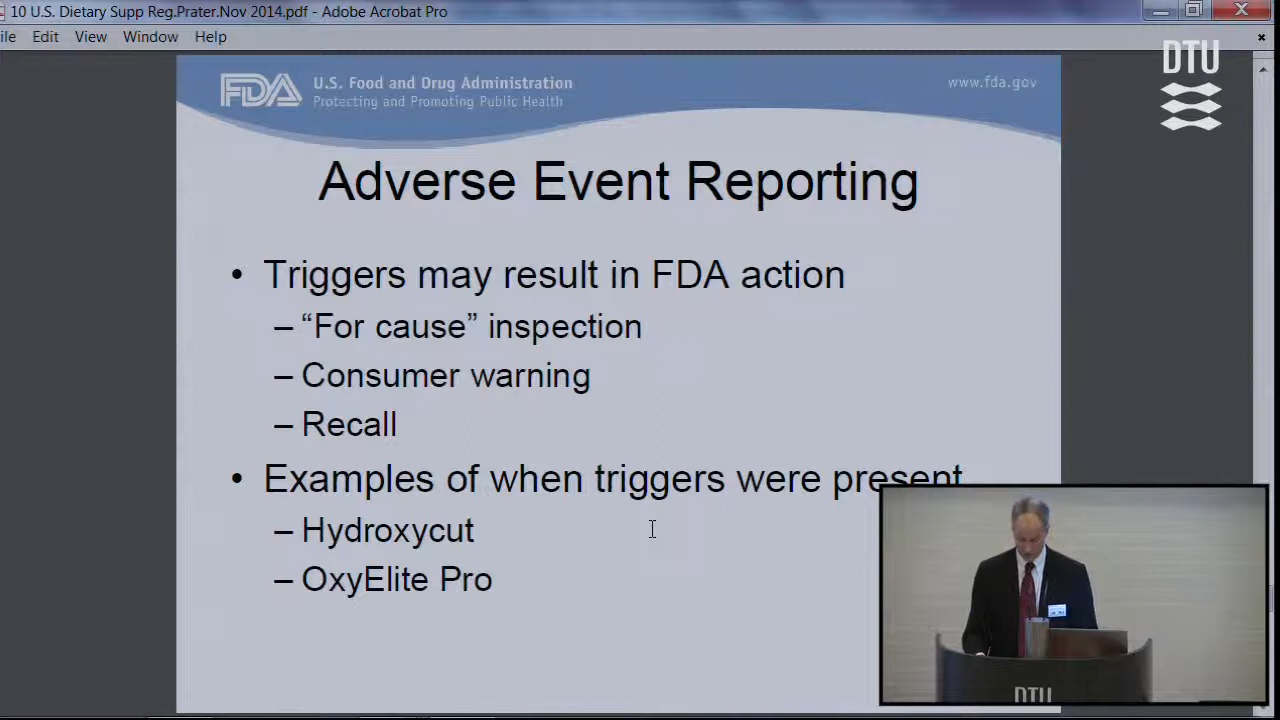 10 U.S. Dietary Supp Reg.Prater.Nov 2014.pdf - Adobe Acrobat Pro
ile Edit View Window Help
DTU
FDA U.S. Food and Drug Administration
Protecting and Promoting Public Health
www.fda.gov
Adverse Event Reporting
• Triggers may result in FDA action
– “For cause” inspection
– Consumer warning
– Recall
• Examples of when triggers were present
– Hydroxycut
– OxyElite Pro
DTU